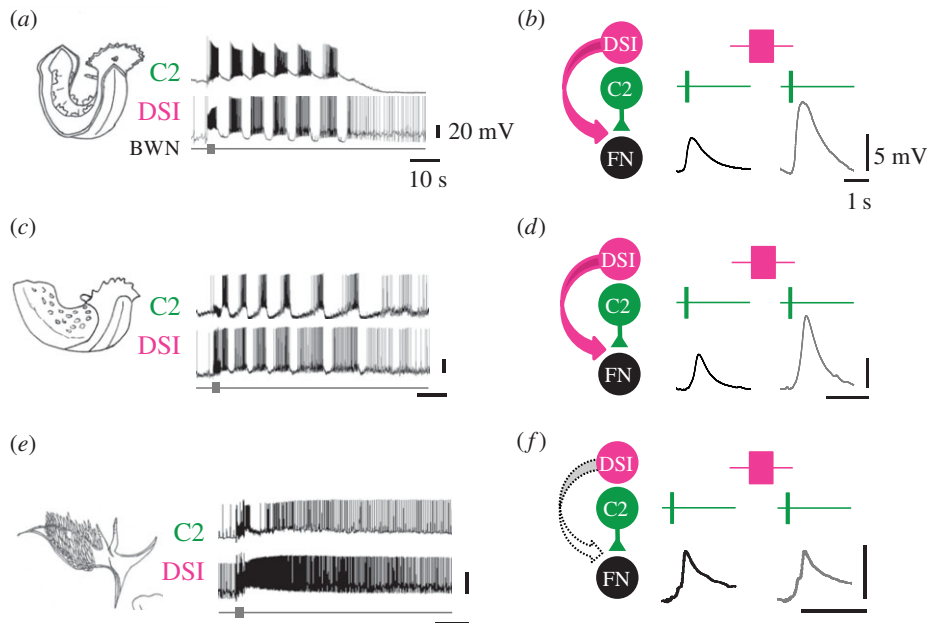 (a)
C2
DSI
BWN
20 mV
10 s
(b)
DSI
C2
FN
5 mV
1 s
(c)
C2
DSI
(d)
DSI
C2
FN
(e)
C2
DSI
(f)
DSI
C2
FN